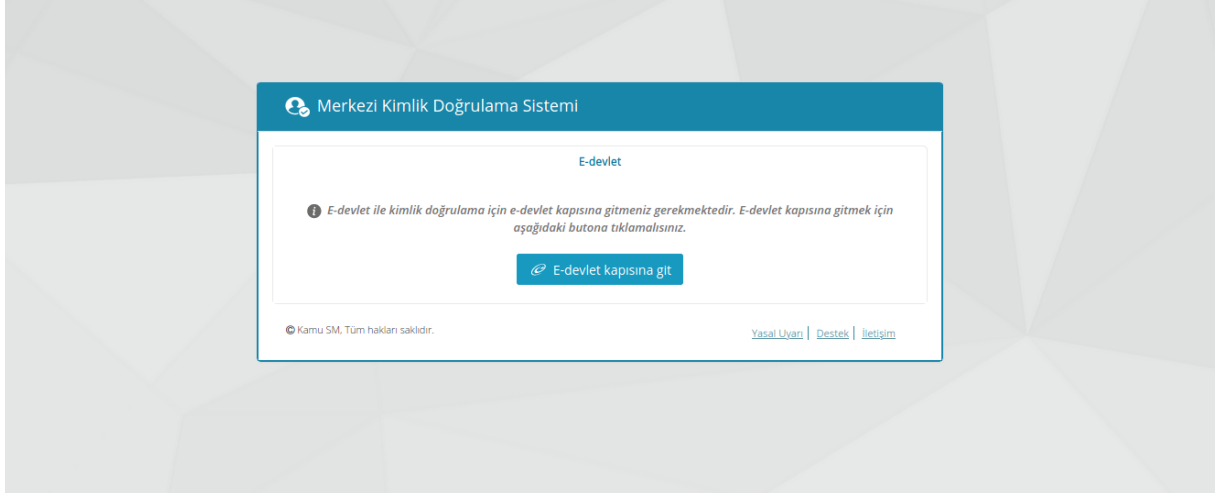 Merkezi Kimlik Doğrulama Sistemi
E-devlet
E-devlet ile kimlik doğrulama için e-devlet kapısına gitmeniz gerekmektedir. E-devlet kapısına gitmek için
aşağıdaki butona tıklamalısınız.
E-devlet kapısına git
© Kamu SM, Tüm hakları saklıdır.
Yasal Uyarı | Destek | İletişim